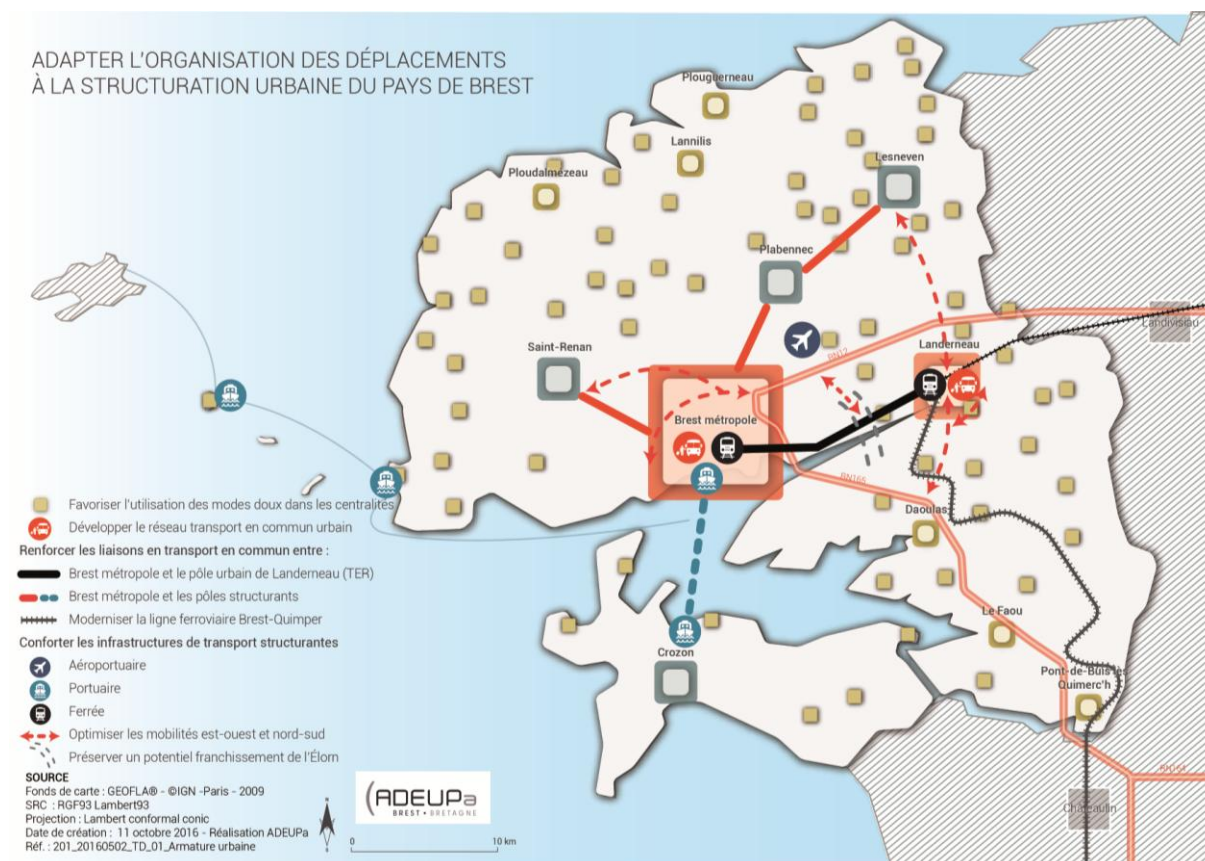 ADAPTER L'ORGANISATION DES DÉPLACEMENTS
À LA STRUCTURATION URBAINE DU PAYS DE BREST
Plouguerneau
Lannilis
Lesneven
Ploudalmézeau
Plabennec
Landivisiau
Saint-Renan
Landerneau
RN12
Brest métropole
RN165
Daoulas
Le Faou
Crozon
Pont-de-Buis les
Quimerc'h
RN164
Châteaulin
Favoriser l'utilisation des modes doux dans les centralités
Développer le réseau transport en commun urbain
Renforcer les liaisons en transport en commun entre :
Brest métropole et le pôle urbain de Landerneau (TER)
Brest métropole et les pôles structurants
Moderniser la ligne ferroviaire Brest-Quimper
Conforter les infrastructures de transport structurantes
Aéroportuaire
Portuaire
Ferrée
Optimiser les mobilités est-ouest et nord-sud
Préserver un potentiel franchissement de l'Élorn
SOURCE
Fonds de carte : GEOFLA® - ©IGN -Paris - 2009
SRC : RGF93 Lambert93
Projection : Lambert conformal conic
Date de création : 11 octobre 2016 - Réalisation ADEUPa
Réf. : 201_20160502_TD_01_Armature urbaine
0 10 km
ADEUPa
BREST • BRETAGNE